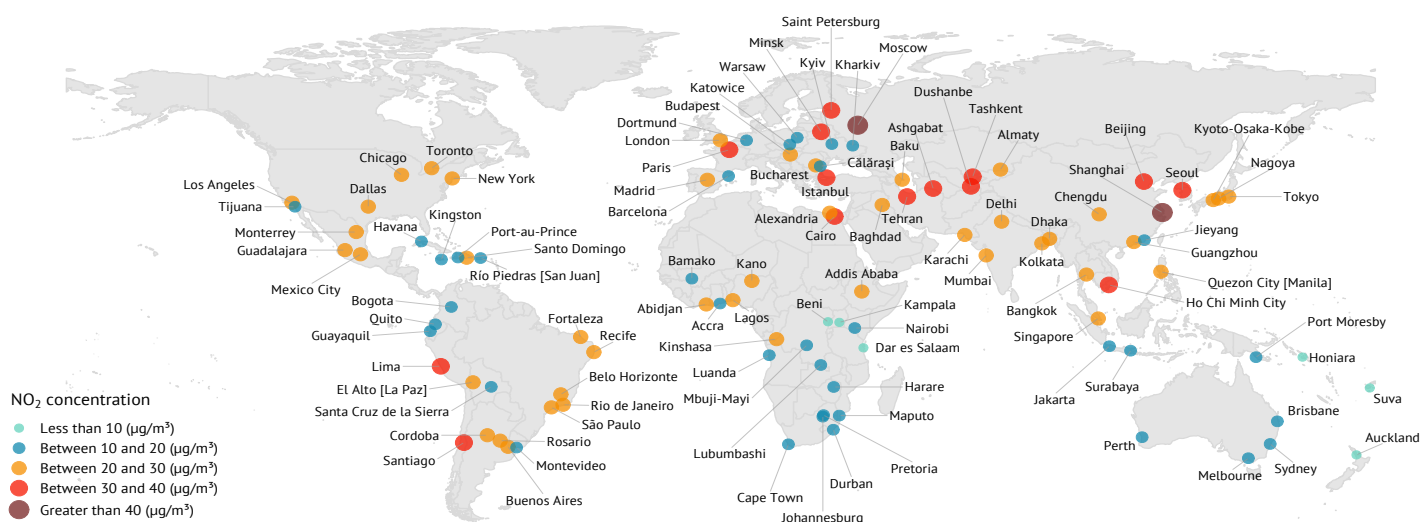 Saint Petersburg
Minsk
Moscow
Kyiv
Kharkiv
Warsaw
Katowice
Budapest
Dushanbe
Tashkent
Dortmund
London
Ashgabat
Almaty
Beijing
Kyoto-Osaka-Kobe
Baku
Toronto
Chicago
Paris
Călărași
Shanghai
Seoul
Nagoya
New York
Bucharest
Los Angeles
Dallas
Madrid
Istanbul
Chengdu
Tokyo
Tijuana
Kingston
Barcelona
Alexandria
Tehran
Delhi
Dhaka
Havana
Port-au-Prince
Jieyang
Monterrey
Cairo
Baghdad
Santo Domingo
Guadalajara
Guangzhou
Bamako
Kano
Addis Ababa
Karachi
Kolkata
Río Piedras [San Juan]
Mumbai
Quezon City [Manila]
Mexico City
Bogota
Abidjan
Beni
Kampala
Ho Chi Minh City
Quito
Fortaleza
Accra
Lagos
Bangkok
Nairobi
Port Moresby
Guayaquil
Recife
Singapore
Kinshasa
Dar es Salaam
Honiara
Lima
Luanda
El Alto [La Paz]
Belo Horizonte
Harare
Surabaya
Mbuji-Mayi
Jakarta
Suva
NO₂ concentration
Rio de Janeiro
Santa Cruz de la Sierra
Maputo
Brisbane
São Paulo
Less than 10 (µg/m³)
Cordoba
Rosario
Auckland
Between 10 and 20 (µg/m³)
Perth
Lubumbashi
Santiago
Montevideo
Between 20 and 30 (µg/m³)
Pretoria
Sydney
Melbourne
Durban
Between 30 and 40 (µg/m³)
Buenos Aires
Cape Town
Greater than 40 (µg/m³)
Johannesburg